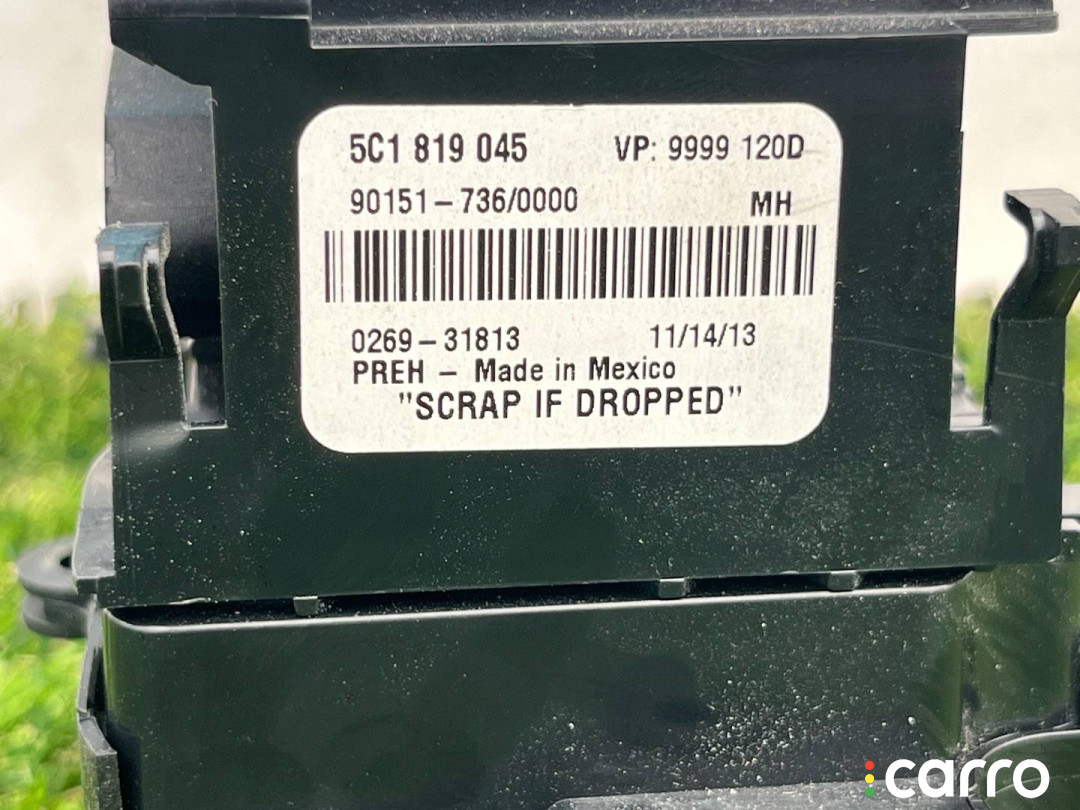 5C1 819 045 VP: 9999 120D
90151-736/0000 MH
0269-31813 11/14/13
PREH - Made in Mexico
"SCRAP IF DROPPED"
carro